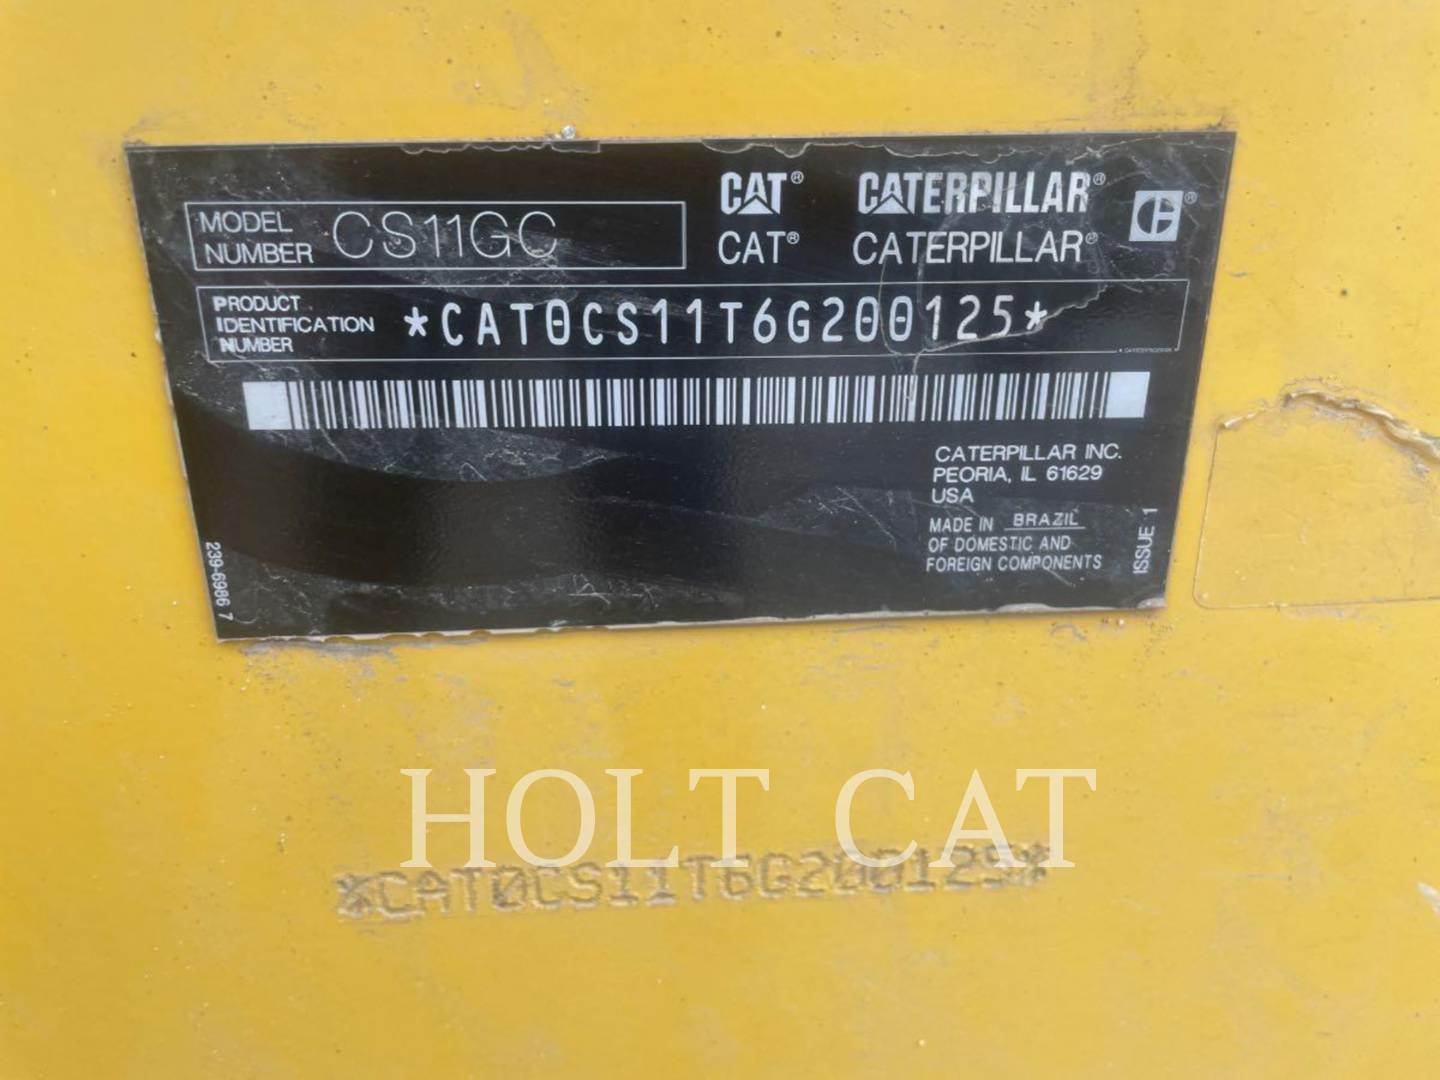 CAT® CATERPILLAR®
MODEL NUMBER CS11GC
CAT® CATERPILLAR®
PRODUCT IDENTIFICATION NUMBER *CAT0CS11T6G200125*
CATERPILLAR INC.
PEORIA, IL 61629
USA
MADE IN BRAZIL
OF DOMESTIC AND
FOREIGN COMPONENTS
ISSUE 1
239-6986 7
HOLT CAT
*CAT0CS11T6G200125*